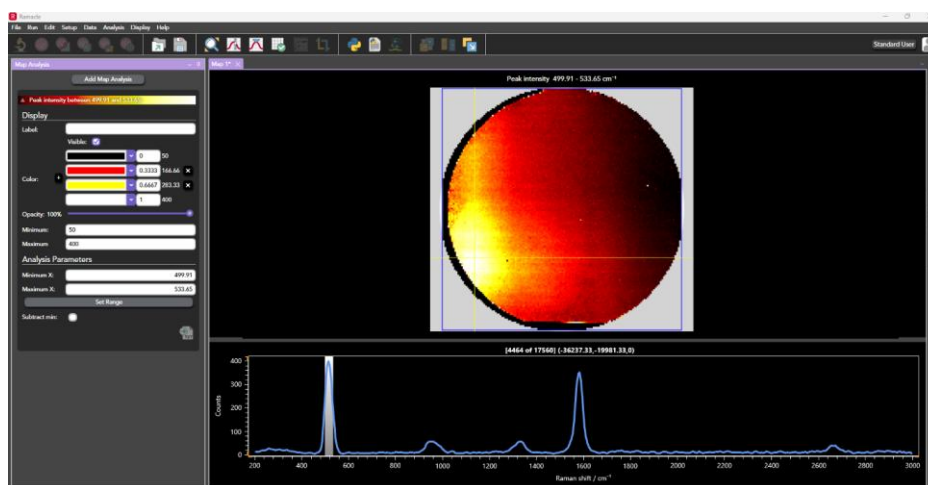 Ramacle
File Run Edit Setup Data Analysis Display Help
Standard User
Map Analysis
Map 1*
Add Map Analysis
Peak intensity between 499.91 and 533.65
Display
Label:
Visible:
Color:
0 50
0.3333 166.66
0.6667 283.33
1 400
Opacity: 100%
Minimum: 50
Maximum 400
Analysis Parameters
Minimum X: 499.91
Maximum X: 533.65
Set Range
Subtract min:
Peak intensity 499.91 - 533.65 cm⁻¹
[4464 of 17560] (-36237.33,-19981.33,0)
Counts
400
300
200
100
0
200 400 600 800 1000 1200 1400 1600 1800 2000 2200 2400 2600 2800 3000
Raman shift / cm⁻¹